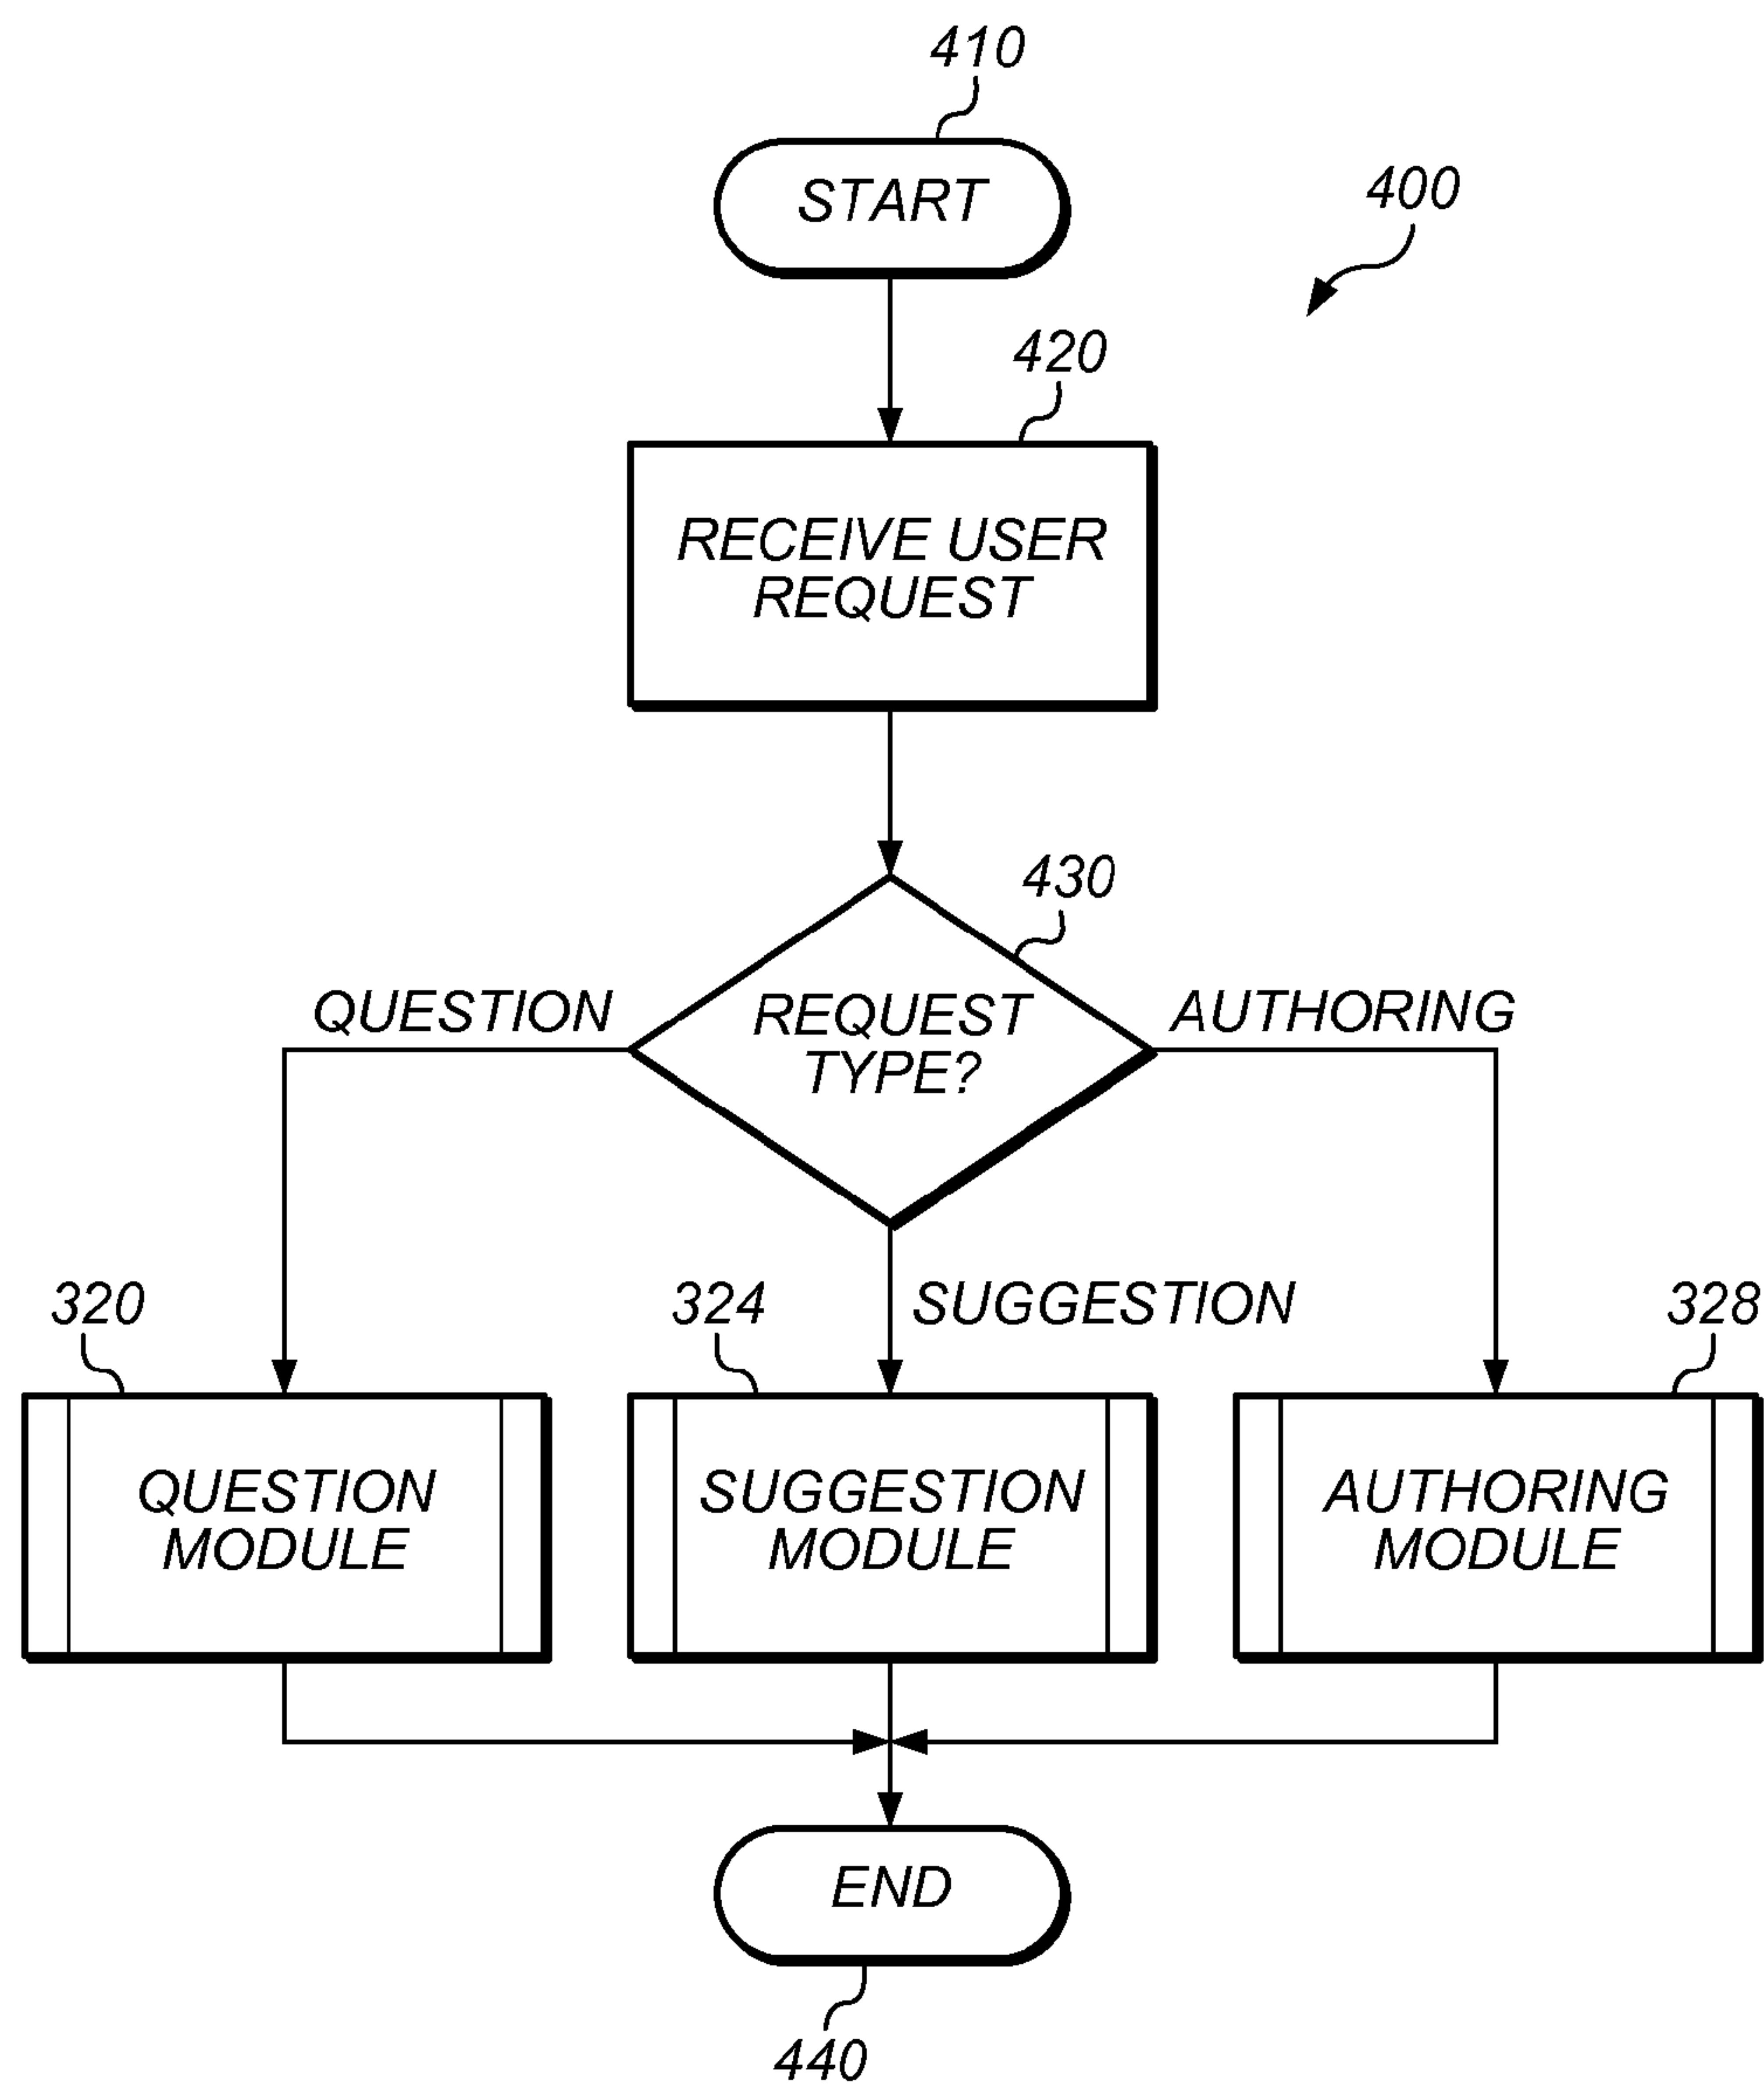 410
START
400
420
RECEIVE USER
REQUEST
430
QUESTION
REQUEST
TYPE?
AUTHORING
320
324
SUGGESTION
328
QUESTION
MODULE
SUGGESTION
MODULE
AUTHORING
MODULE
END
440